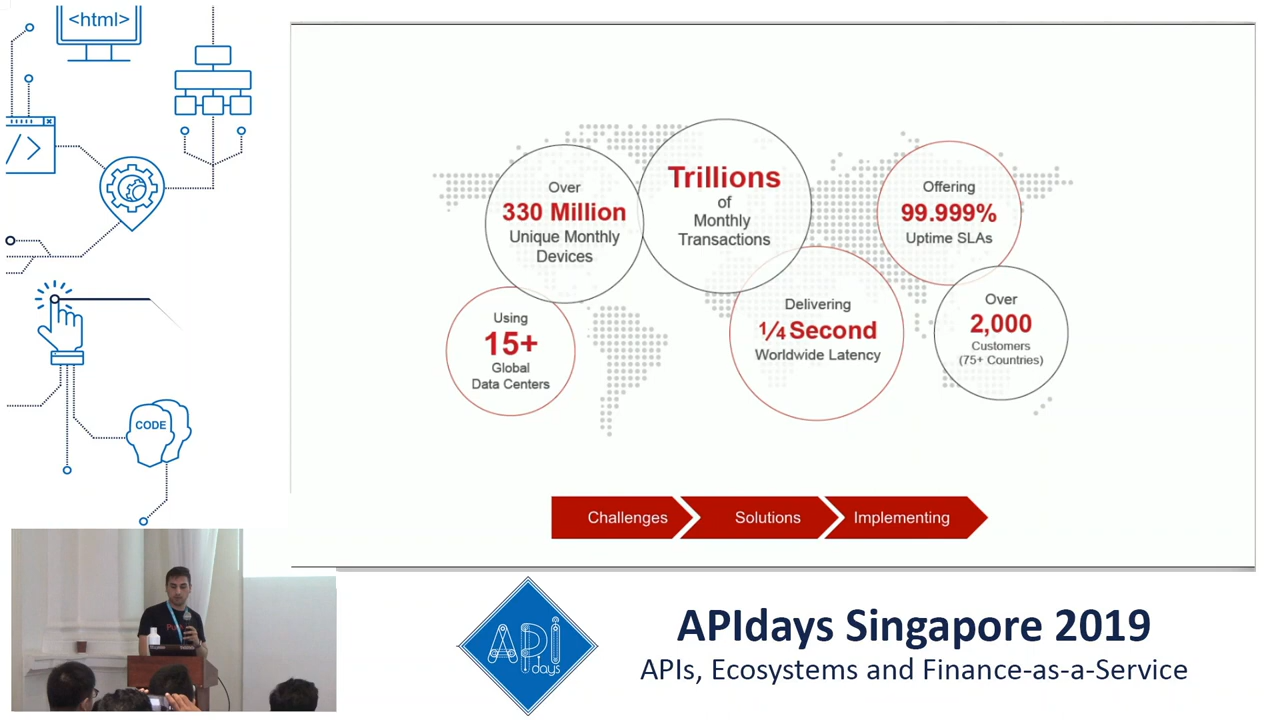 <html>
</>
CODE
Over
330 Million
Unique Monthly
Devices
Trillions
of
Monthly
Transactions
Offering
99.999%
Uptime SLAs
Using
15+
Global
Data Centers
Delivering
1/4 Second
Worldwide Latency
Over
2,000
Customers
(75+ Countries)
Challenges
Solutions
Implementing
API
days
APIdays Singapore 2019
APIs, Ecosystems and Finance-as-a-Service